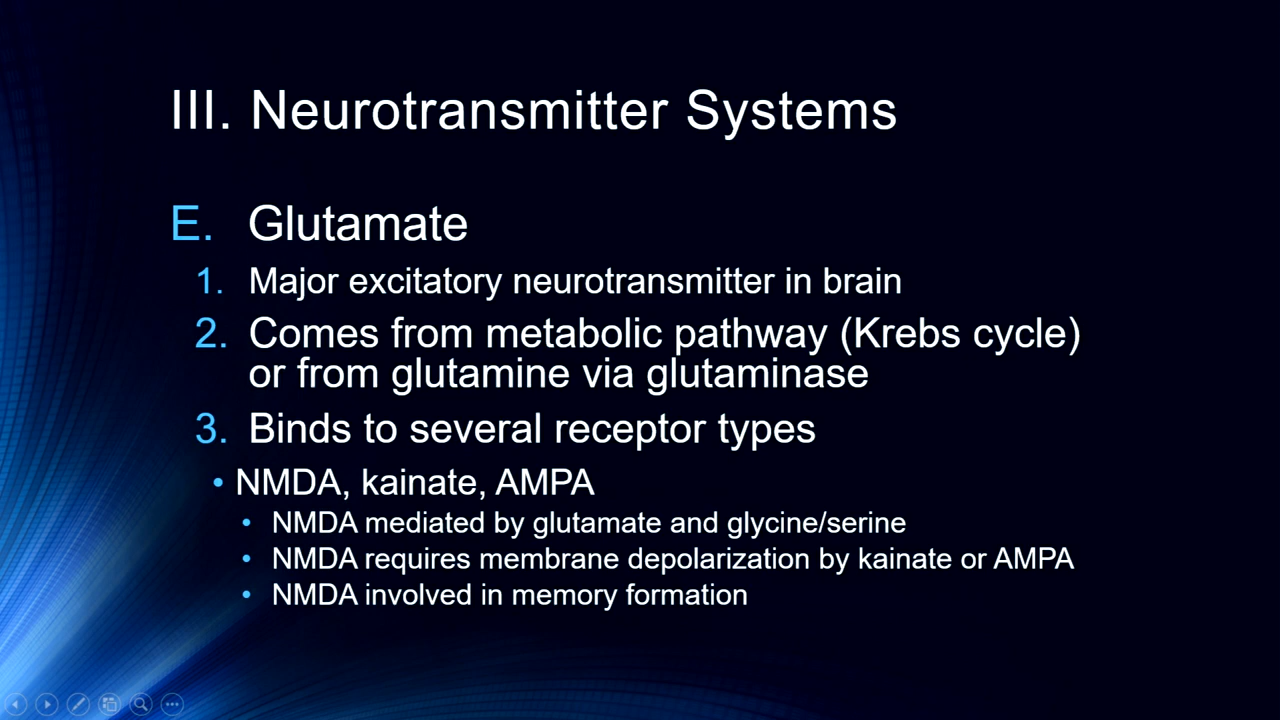 III. Neurotransmitter Systems
E. Glutamate
1. Major excitatory neurotransmitter in brain
2. Comes from metabolic pathway (Krebs cycle)
or from glutamine via glutaminase
3. Binds to several receptor types
• NMDA, kainate, AMPA
• NMDA mediated by glutamate and glycine/serine
• NMDA requires membrane depolarization by kainate or AMPA
• NMDA involved in memory formation